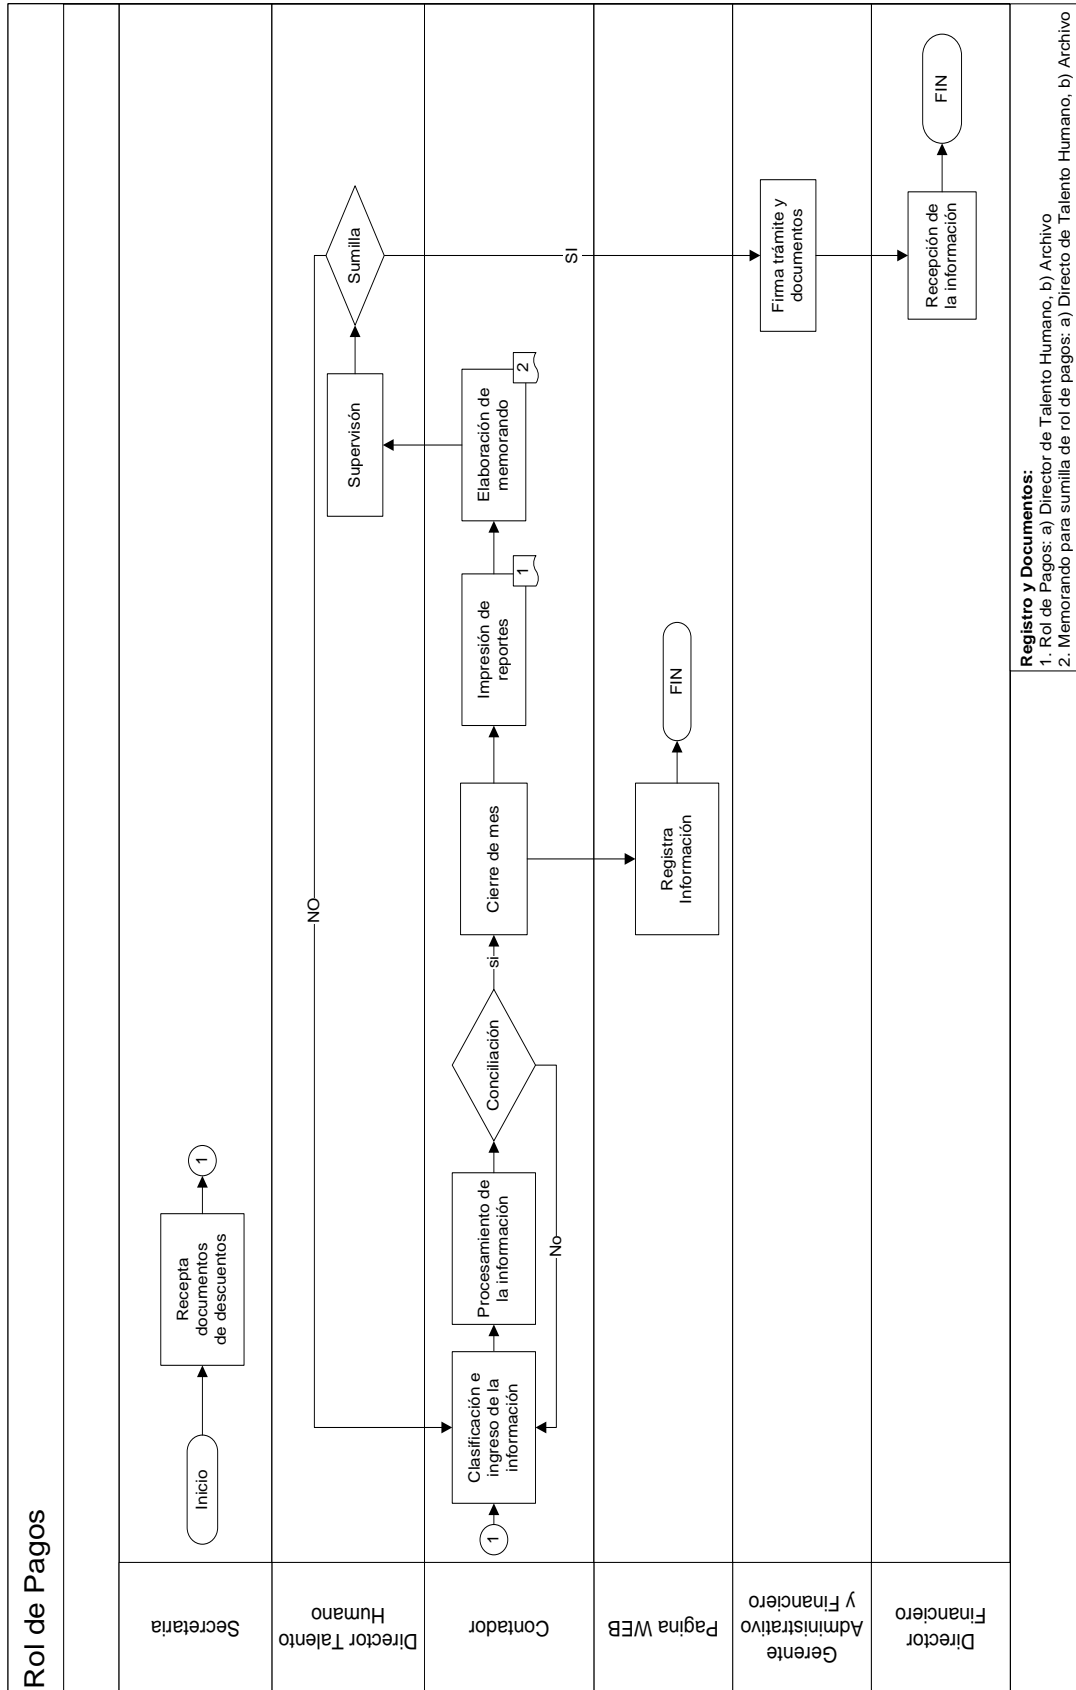 Rol de Pagos
Secretaria
Inicio
Recepta
documentos
de descuentos
1
Director Talento
Humano
NO
Supervisón
Sumilla
Contador
1
Clasificación e
ingreso de la
información
Procesamiento de
la información
Conciliación
si
No
Cierre de mes
Impresión de
reportes
1
Elaboración de
memorando
2
SI
Pagina WEB
Registra
Información
FIN
Gerente
Administrativo
y Financiero
Firma trámite y
documentos
Director
Financiero
Recepción de
la información
FIN
Registro y Documentos:
1. Rol de Pagos: a) Director de Talento Humano, b) Archivo
2. Memorando para sumilla de rol de pagos: a) Directo de Talento Humano, b) Archivo